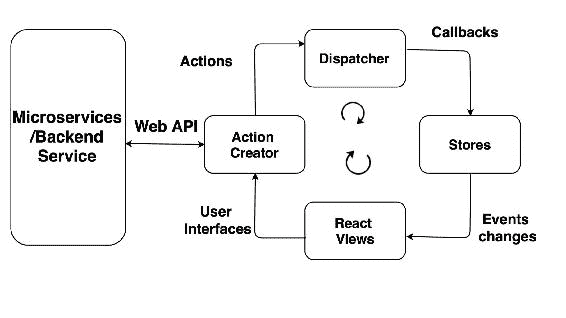 Callbacks
Dispatcher
Actions
Microservices
/Backend
Service
Web API
Action
Creator
Stores
User
Interfaces
React
Views
Events
changes